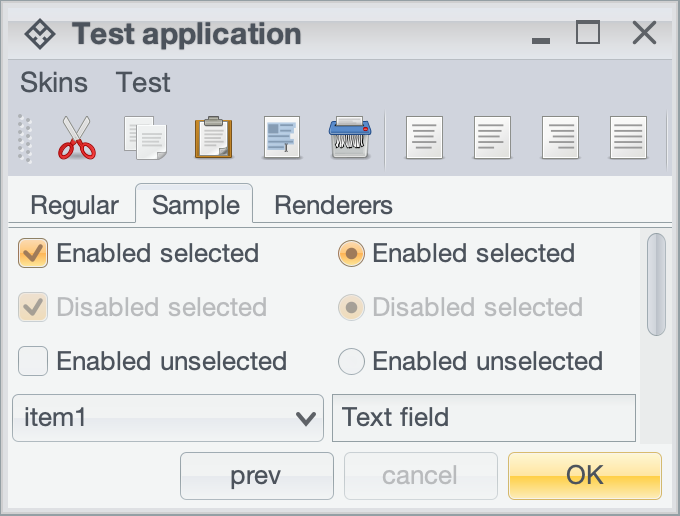 Test application
Skins Test
Regular Sample Renderers
Enabled selected Enabled selected
Disabled selected Disabled selected
Enabled unselected Enabled unselected
item1 Text field
prev cancel OK